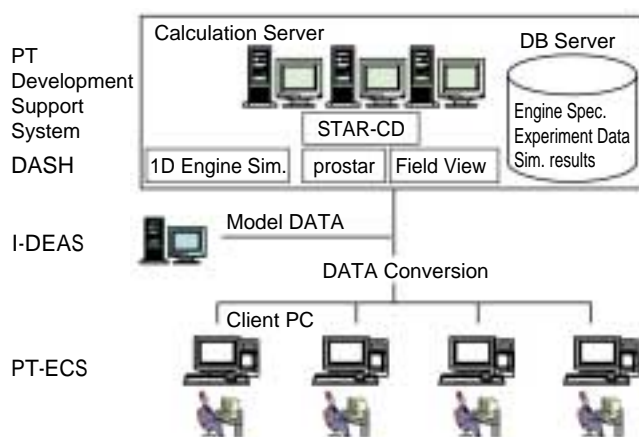 Calculation Server
DB Server
PT
Development
Support
System
STAR-CD
Engine Spec.
Experiment Data
Sim. results
DASH
1D Engine Sim.
prostar
Field View
Model DATA
I-DEAS
DATA Conversion
Client PC
PT-ECS